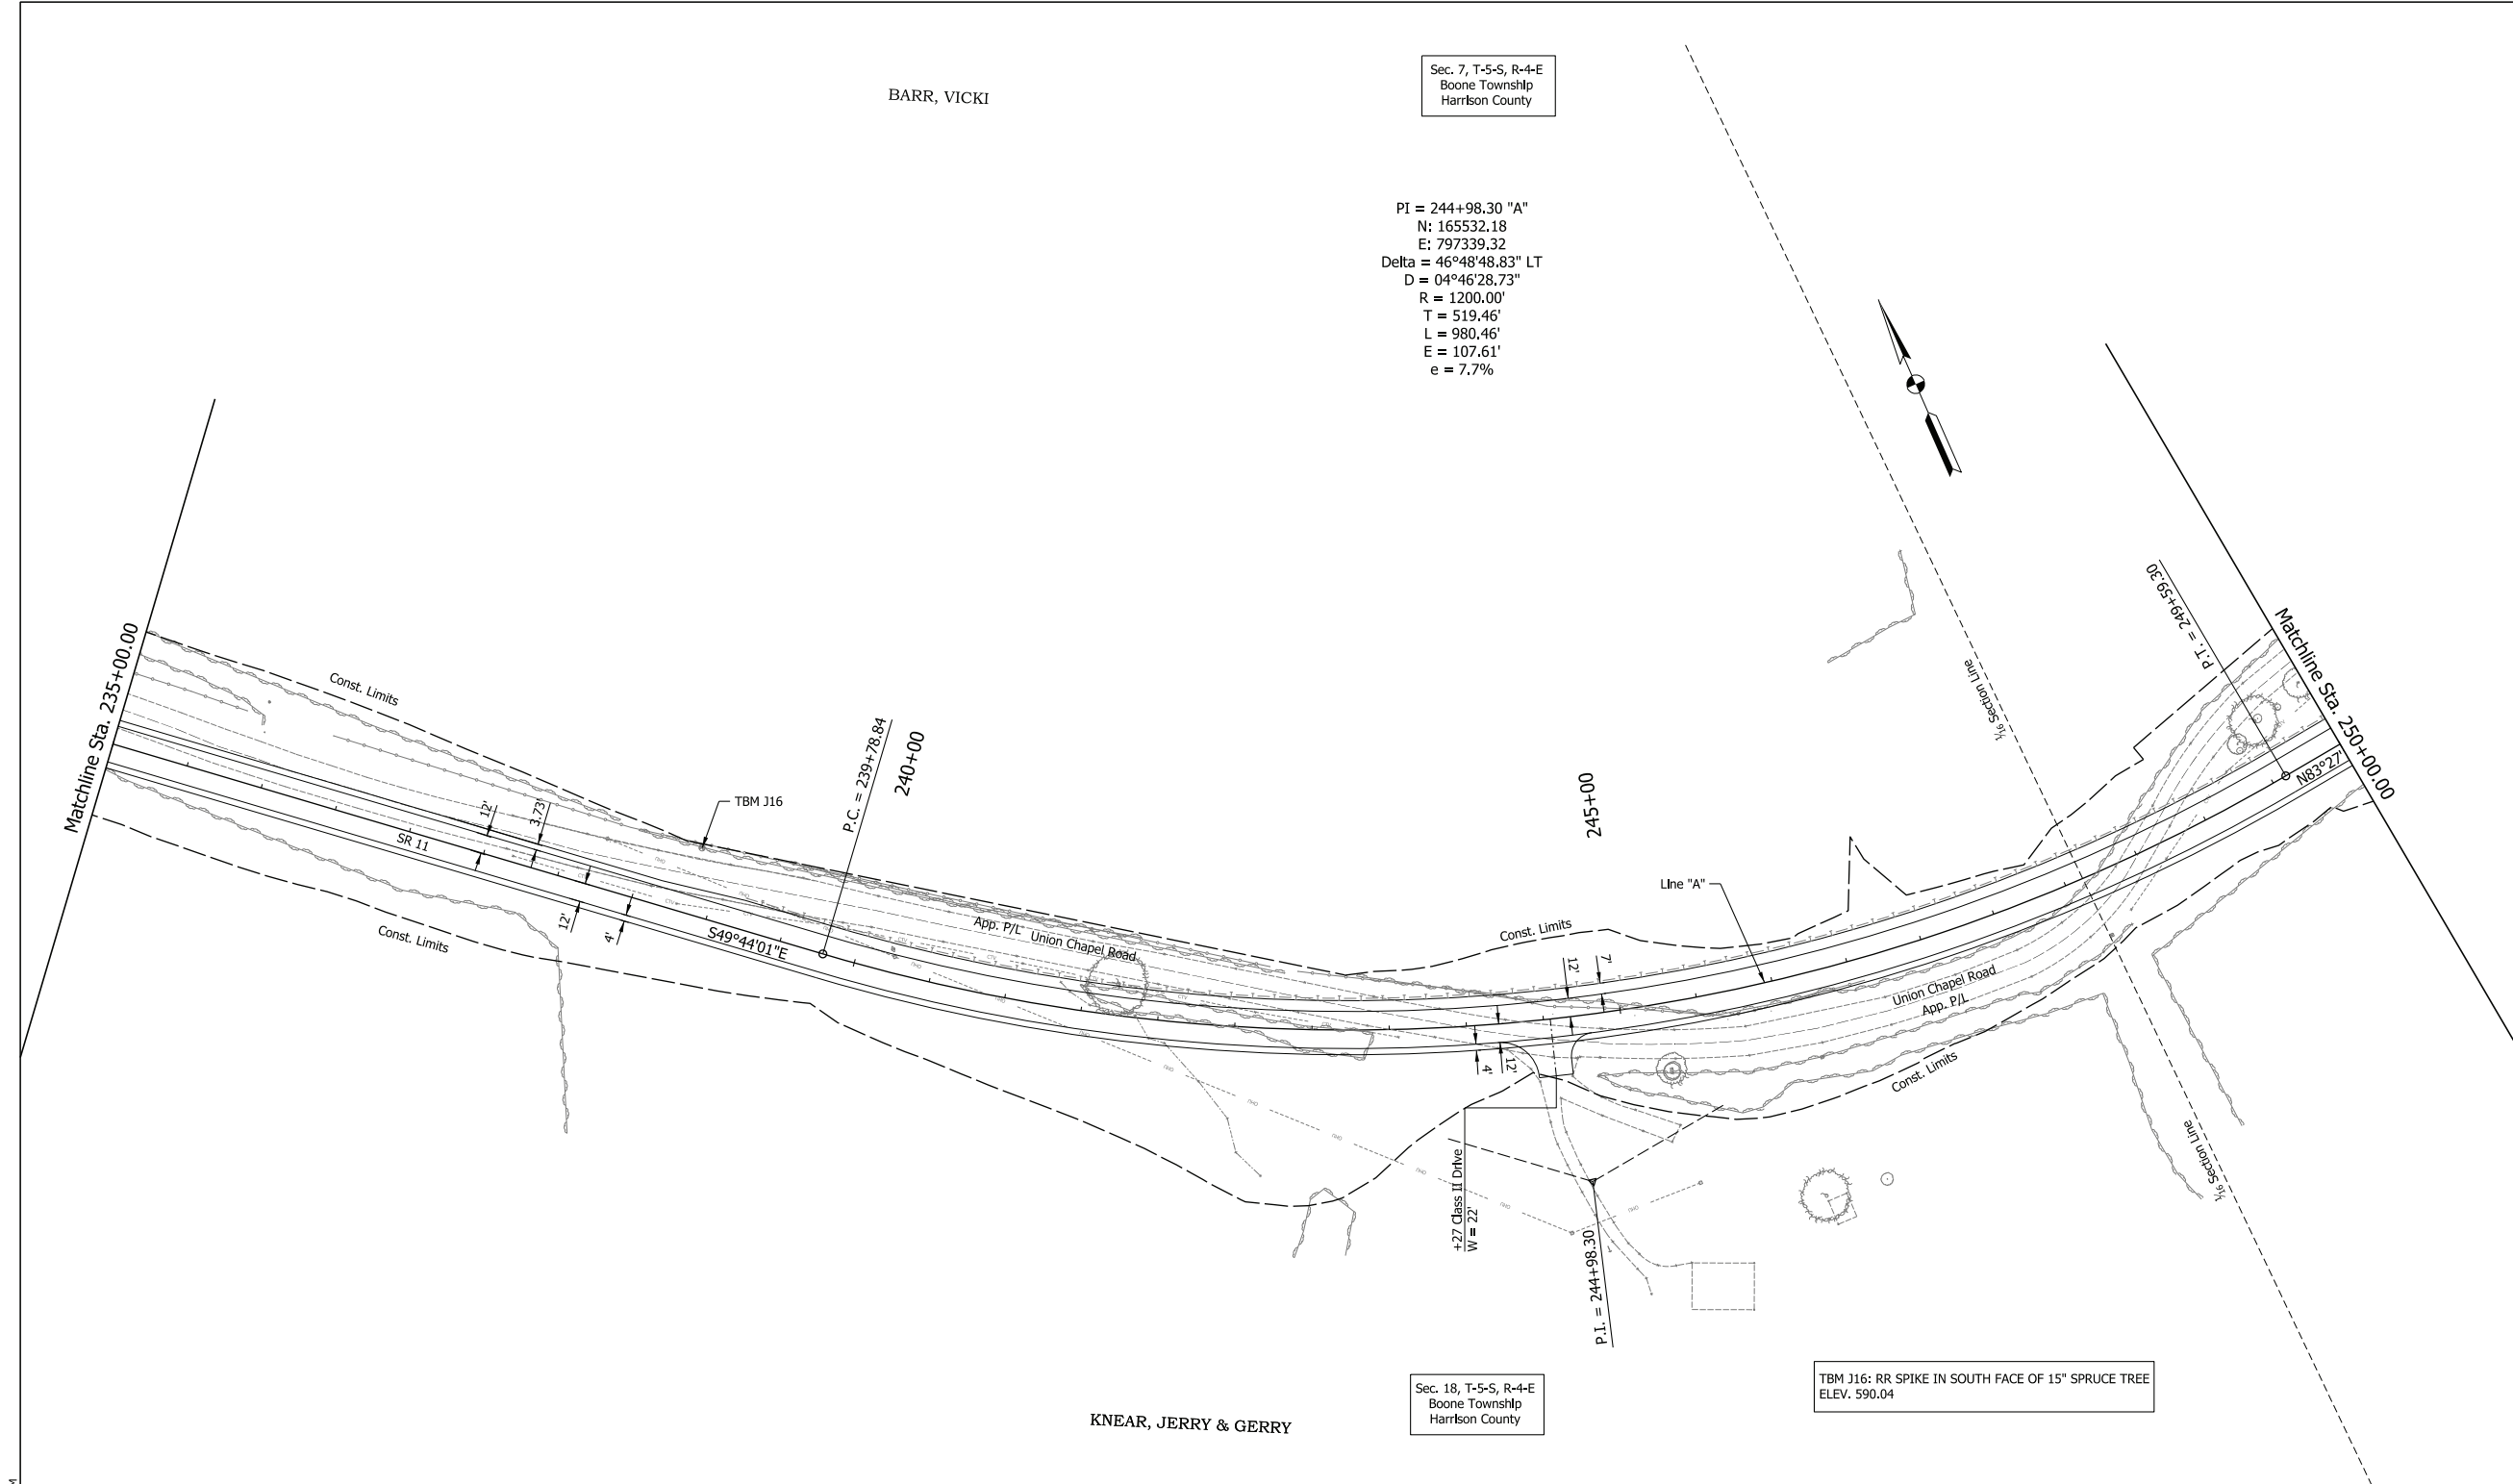 BARR, VICKI
Sec. 7, T-5-S, R-4-E
Boone Township
Harrison County
PI = 244+98.30 "A"
N: 165532.18
E: 797339.32
Delta = 46°48'48.83" LT
D = 04°46'28.73"
R = 1200.00'
T = 519.46'
L = 980.46'
E = 107.61'
e = 7.7%
Matchline Sta. 235+00.00
Const. Limits
Const. Limits
SR 11
12'
3.73'
12'
4'
TBM J16
S49°44'01"E
P.C. = 239+78.84
240+00
App. P/L
Union Chapel Road
245+00
Const. Limits
12'
7'
4'
12'
Line "A"
Union Chapel Road
App. P/L
Const. Limits
1/16 Section Line
P.T. = 249+59.30
N83°27'
Matchline Sta. 250+00.00
1/16 Section Line
+27 Class II Drive
W = 22'
P.I. = 244+98.30
TBM J16: RR SPIKE IN SOUTH FACE OF 15" SPRUCE TREE
ELEV. 590.04
Sec. 18, T-5-S, R-4-E
Boone Township
Harrison County
KNEAR, JERRY & GERRY